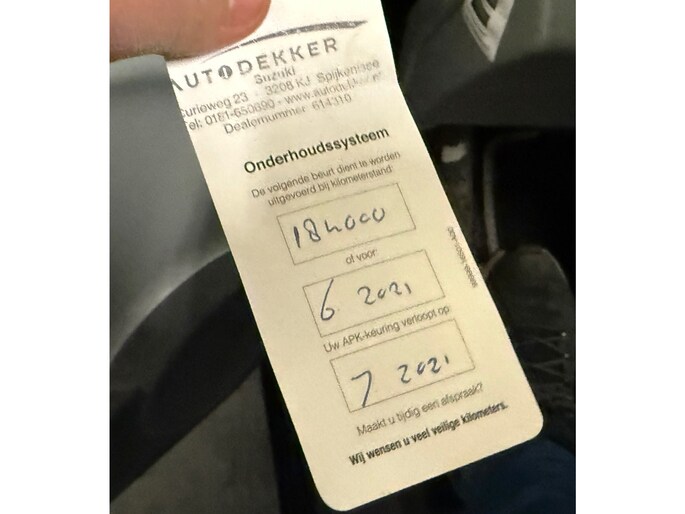 AUTODEKKER
Suzuki
Curieweg 23 - 3208 KJ Spijkenisse
Tel: 0181-650690 - www.autodekker.nl
Dealernummer 614310
Onderhoudssysteem
De volgende beurt dient te worden
uitgevoerd bij kilometerstand:
184000
of voor
6 2021
Uw APK-keuring verloopt op
7 2021
Maakt u tijdig een afspraak?
Wij wensen u veel veilige kilometers.